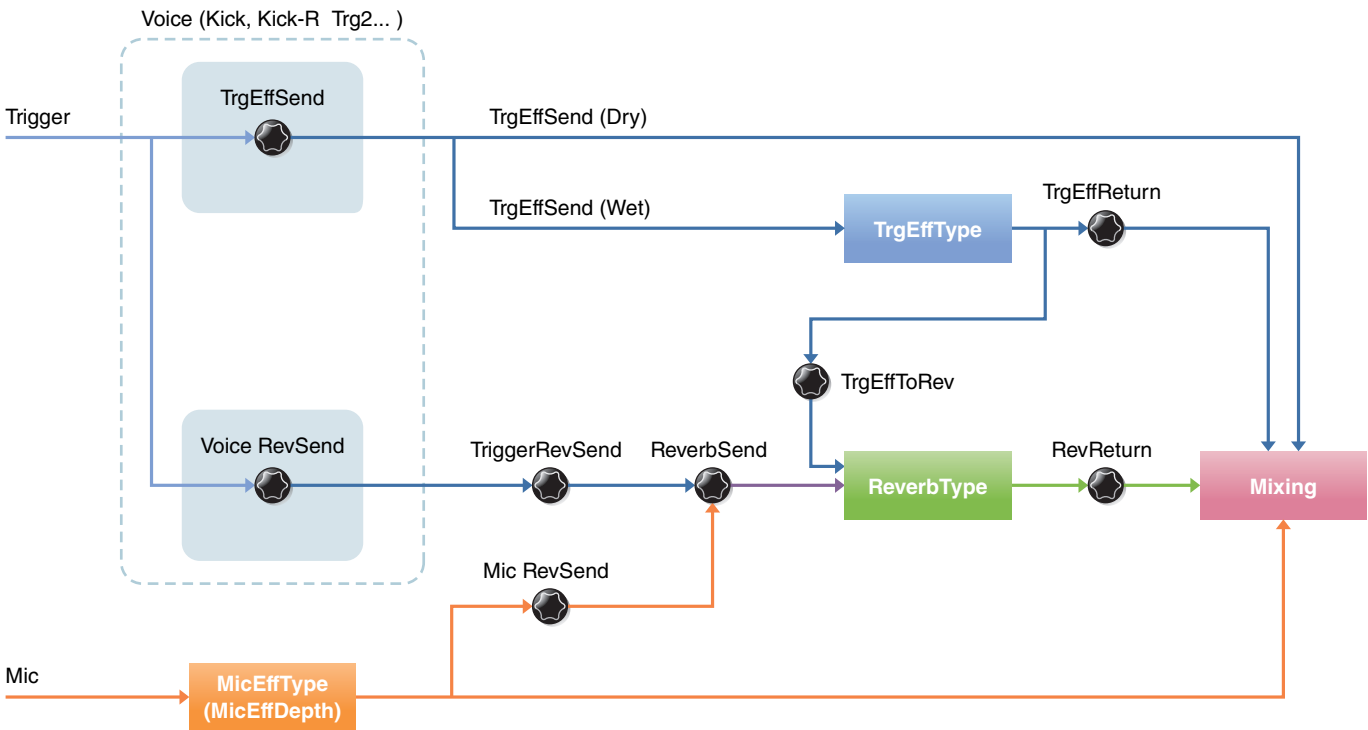 Voice (Kick, Kick-R Trg2... )
Trigger
TrgEffSend
TrgEffSend (Dry)
TrgEffSend (Wet)
TrgEffType
TrgEffReturn
TrgEffToRev
Voice RevSend
TriggerRevSend
ReverbSend
ReverbType
RevReturn
Mixing
Mic RevSend
Mic
MicEffType
(MicEffDepth)